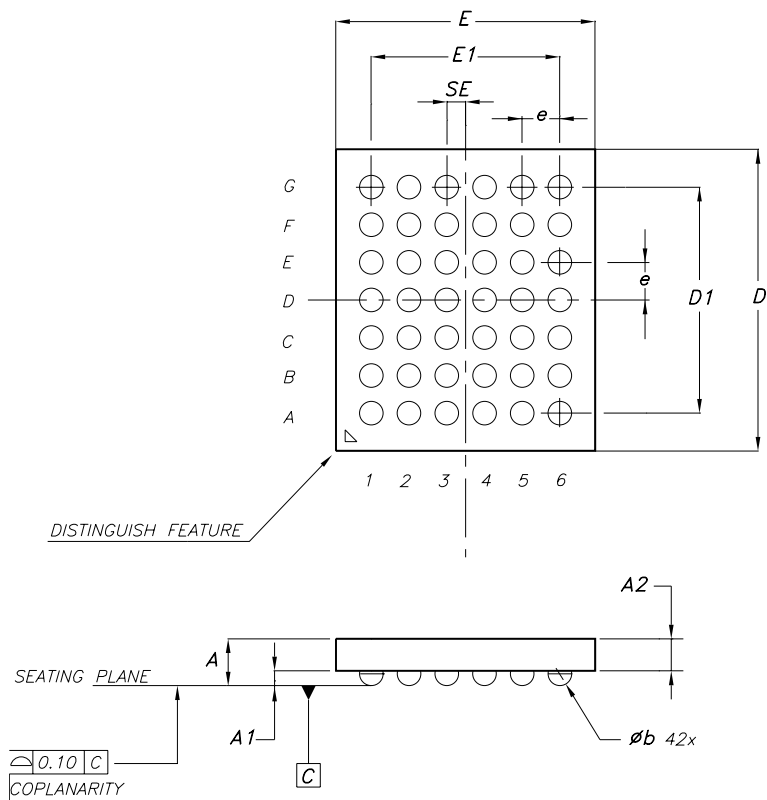 E
E1
SE
e
G
F
E
D
C
B
A
e
D1
D
1 2 3 4 5 6
DISTINGUISH FEATURE
A2
A
SEATING PLANE
A1
Øb 42x
⌓ 0.10 C
C
COPLANARITY